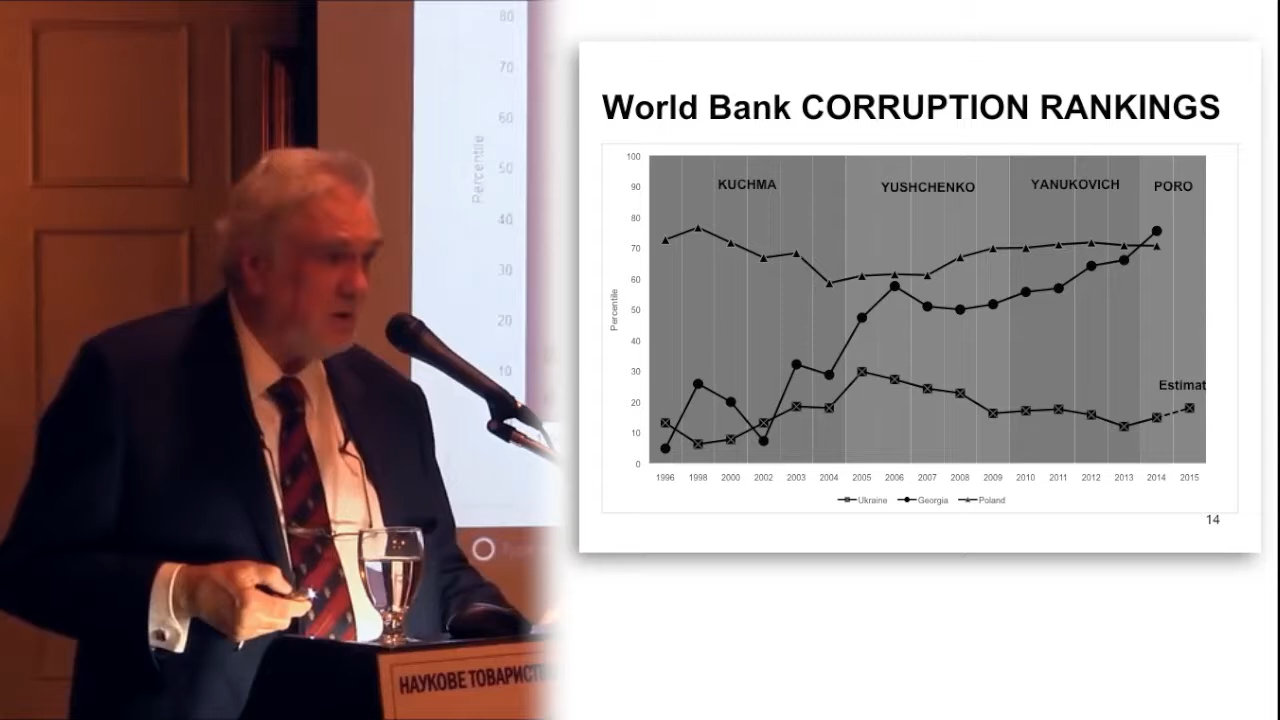 80
70
60
50
40
30
20
10
Percentile
НАУКОВЕ ТОВАРИСТВ
World Bank CORRUPTION RANKINGS
100
90
80
70
60
50
40
30
20
10
0
Percentile
KUCHMA
YUSHCHENKO
YANUKOVICH
PORO
Estimat
1996 1998 2000 2002 2003 2004 2005 2006 2007 2008 2009 2010 2011 2012 2013 2014 2015
Ukraine Georgia Poland
14